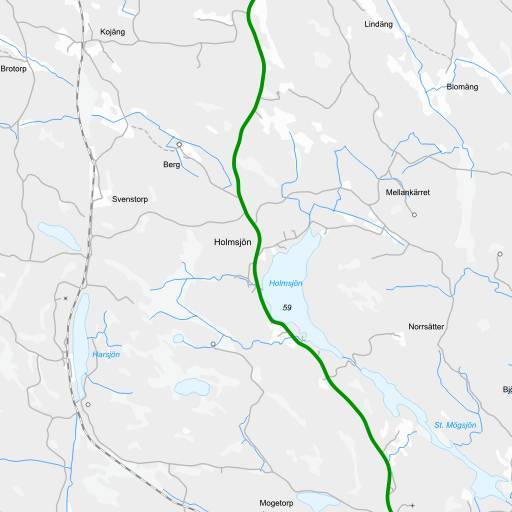 Lindäng
Kojäng
Brotorp
Blomäng
Berg
Mellankärret
Svenstorp
Holmsjön
Holmsjön
59
Norrsätter
Harsjön
St. Mögsjön
Mogetorp